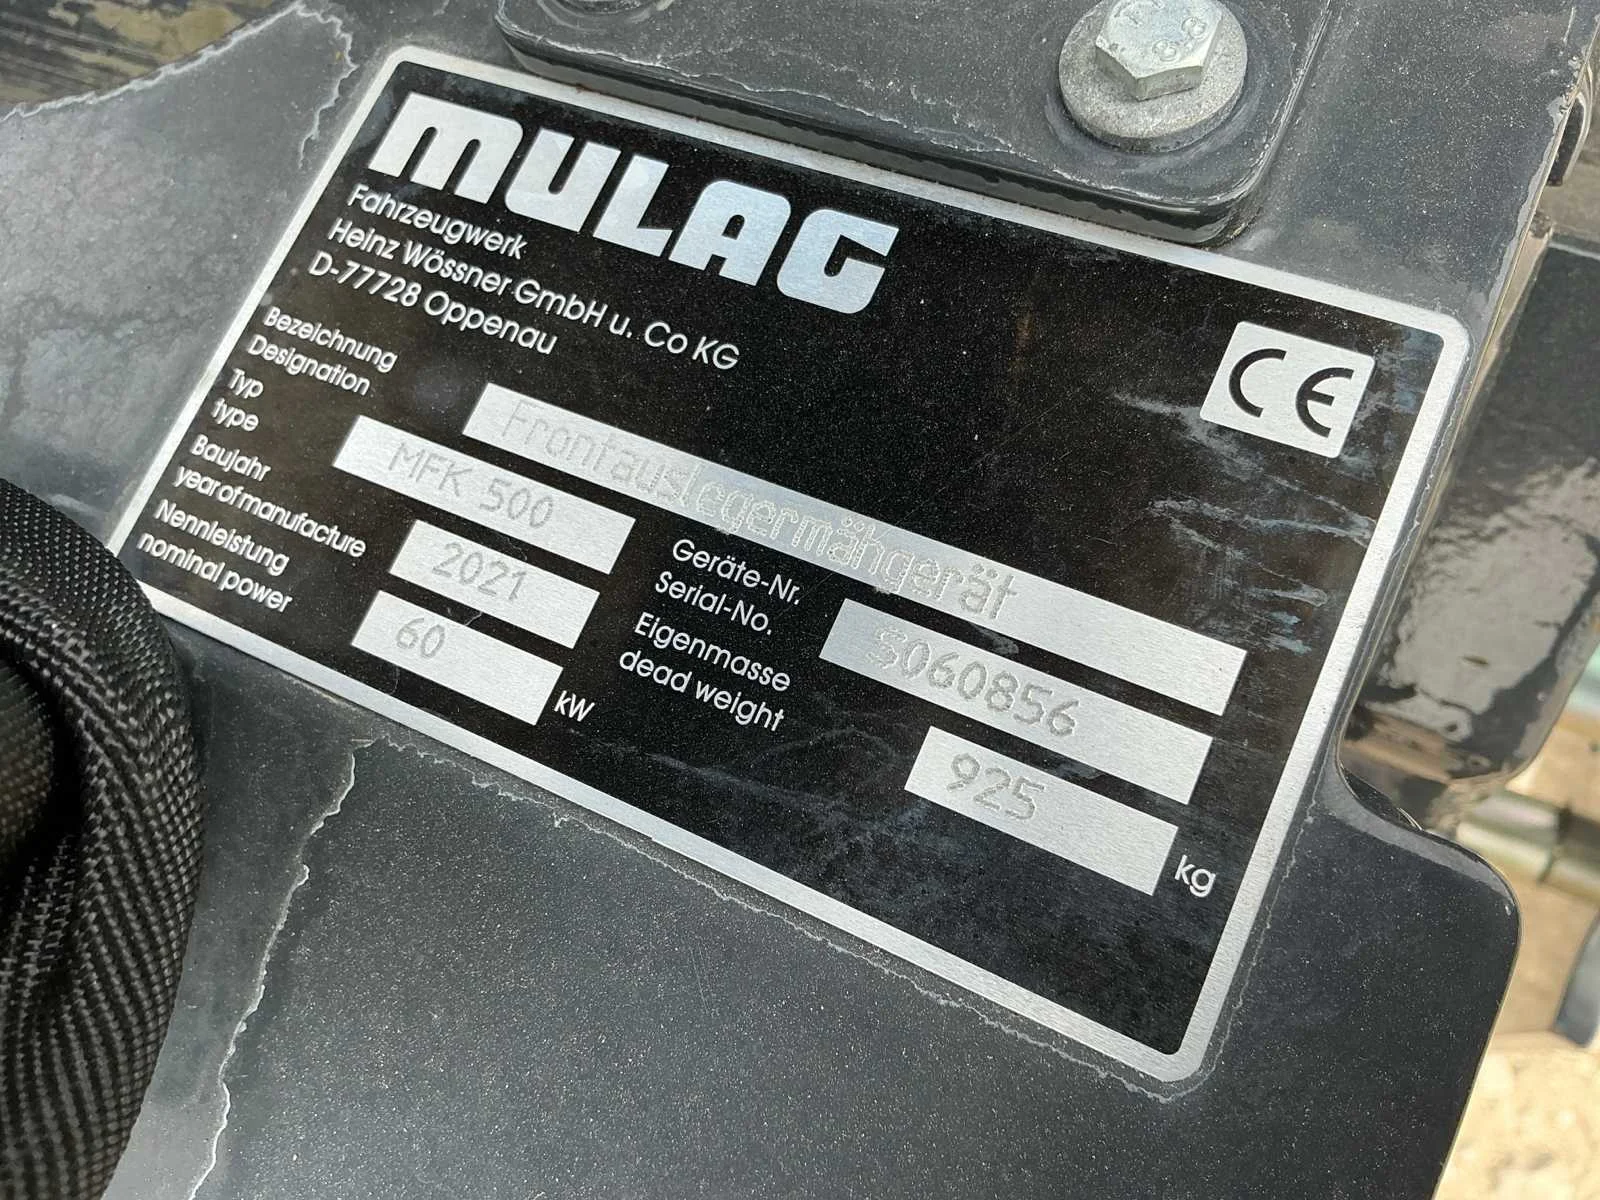 MULAG
Fahrzeugwerk
Heinz Wössner GmbH u. Co KG
D-77728 Oppenau
CE
Bezeichnung
Designation
Frontauslegermähgerät
Typ
type
MFK 500
Baujahr
year of manufacture
2021
Nennleistung
nominal power
60
kW
Geräte-Nr.
Serial-No.
3060856
Eigenmasse
dead weight
925
kg
8.8